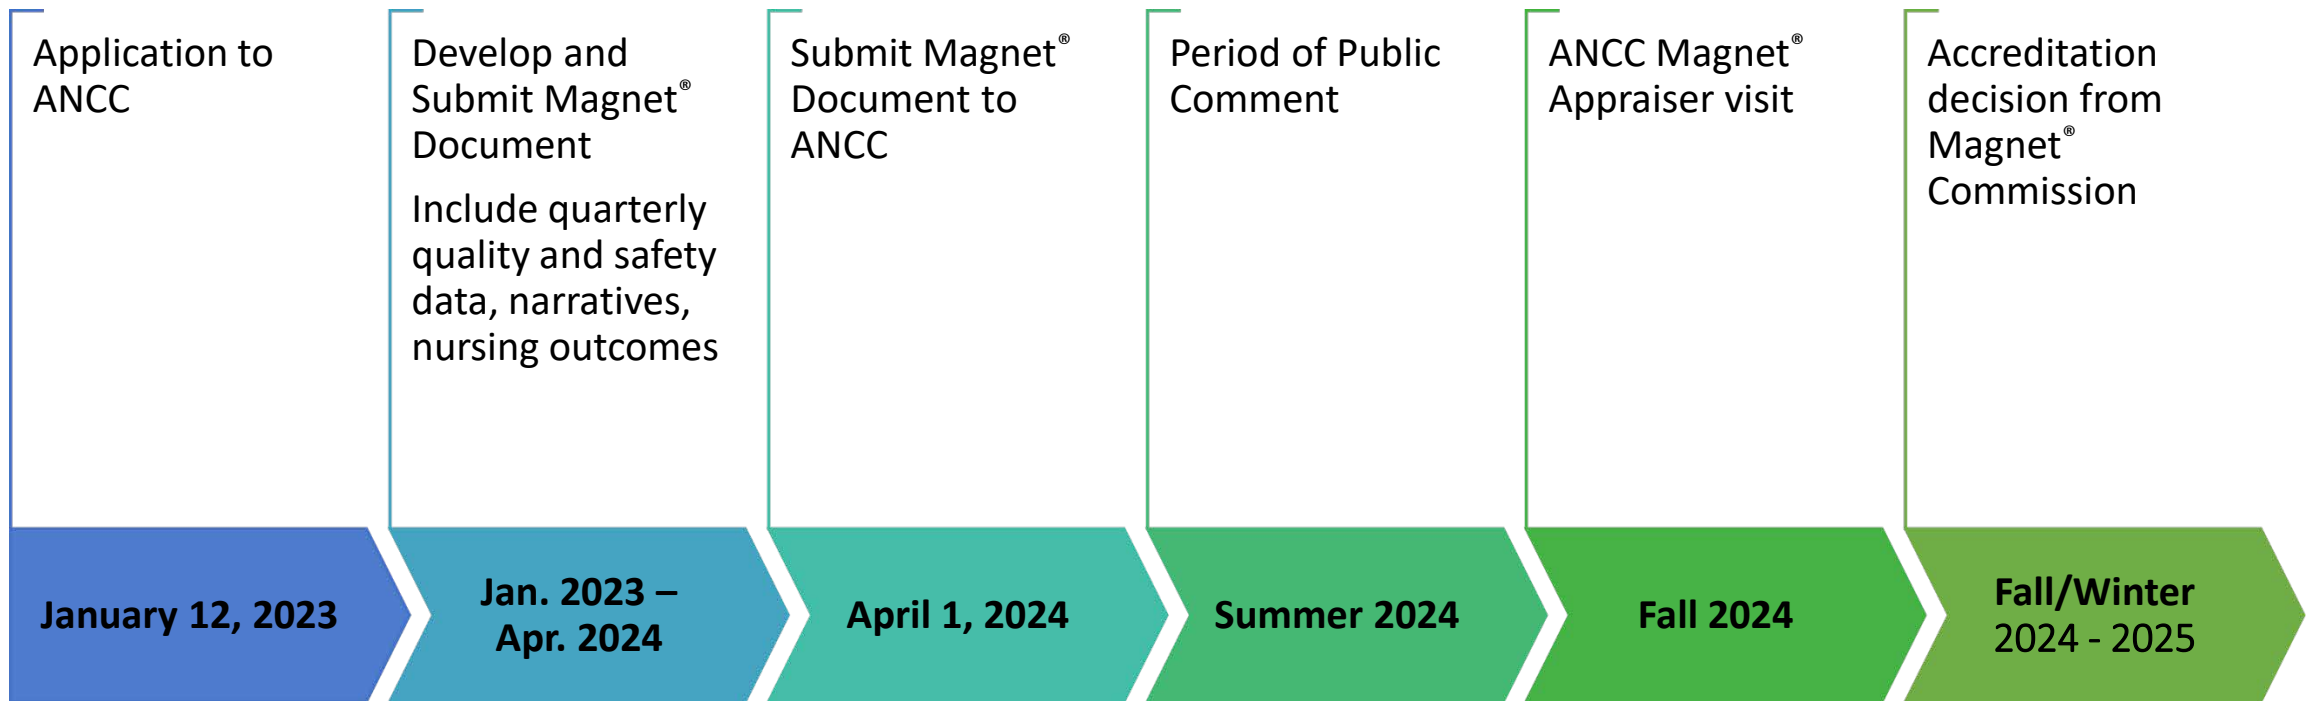 Application to
ANCC
Develop and
Submit Magnet®
Document
Include quarterly
quality and safety
data, narratives,
nursing outcomes
Submit Magnet®
Document to
ANCC
Period of Public
Comment
ANCC Magnet®
Appraiser visit
Accreditation
decision from
Magnet®
Commission
January 12, 2023
Jan. 2023 –
Apr. 2024
April 1, 2024
Summer 2024
Fall 2024
Fall/Winter
2024 - 2025